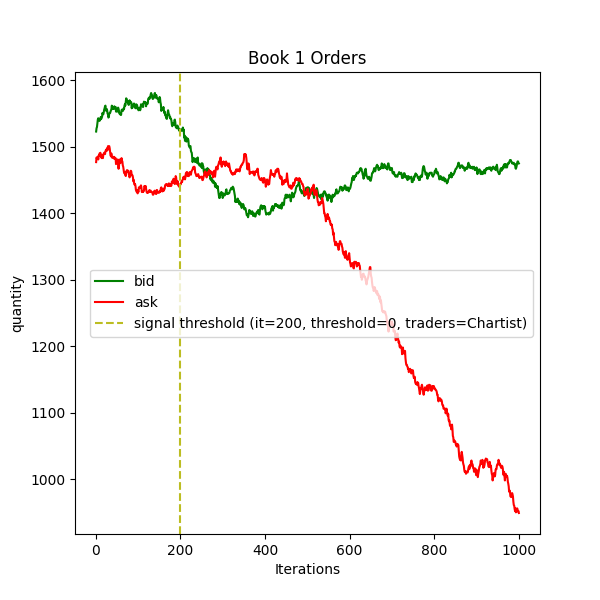 Book 1 Orders
quantity
1600
1500
1400
1300
1200
1100
1000
bid
ask
signal threshold (it=200, threshold=0, traders=Chartist)
0 200 400 600 800 1000
Iterations